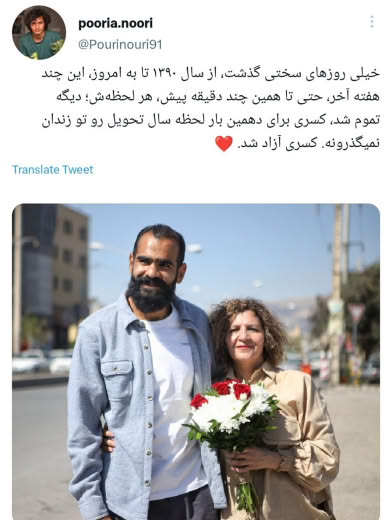 pooria.noori
@Pourinouri91
خیلی روزهای سختی گذشت، از سال ۱۳۹۰ تا به امروز، این چند
هفته آخر، حتی تا همین چند دقیقه پیش، هر لحظه‌ش؛ دیگه
تموم شد، کسری برای دهمین بار لحظه سال تحویل رو تو زندان
نمیگذرونه. کسری آزاد شد. ❤️
Translate Tweet